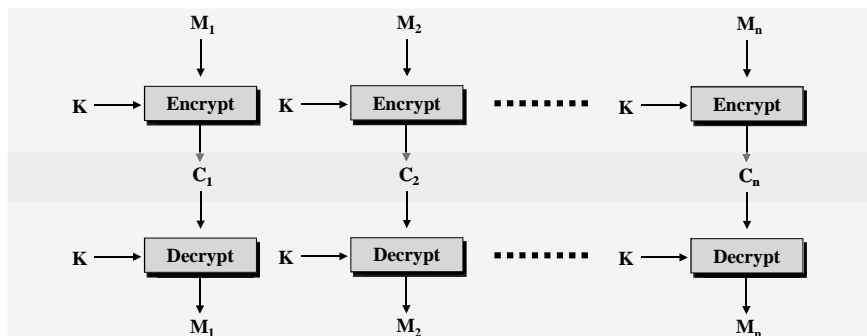 M₁ M₂ Mₙ
K Encrypt K Encrypt K Encrypt
C₁ C₂ Cₙ
K Decrypt K Decrypt K Decrypt
M₁ M₂ Mₙ